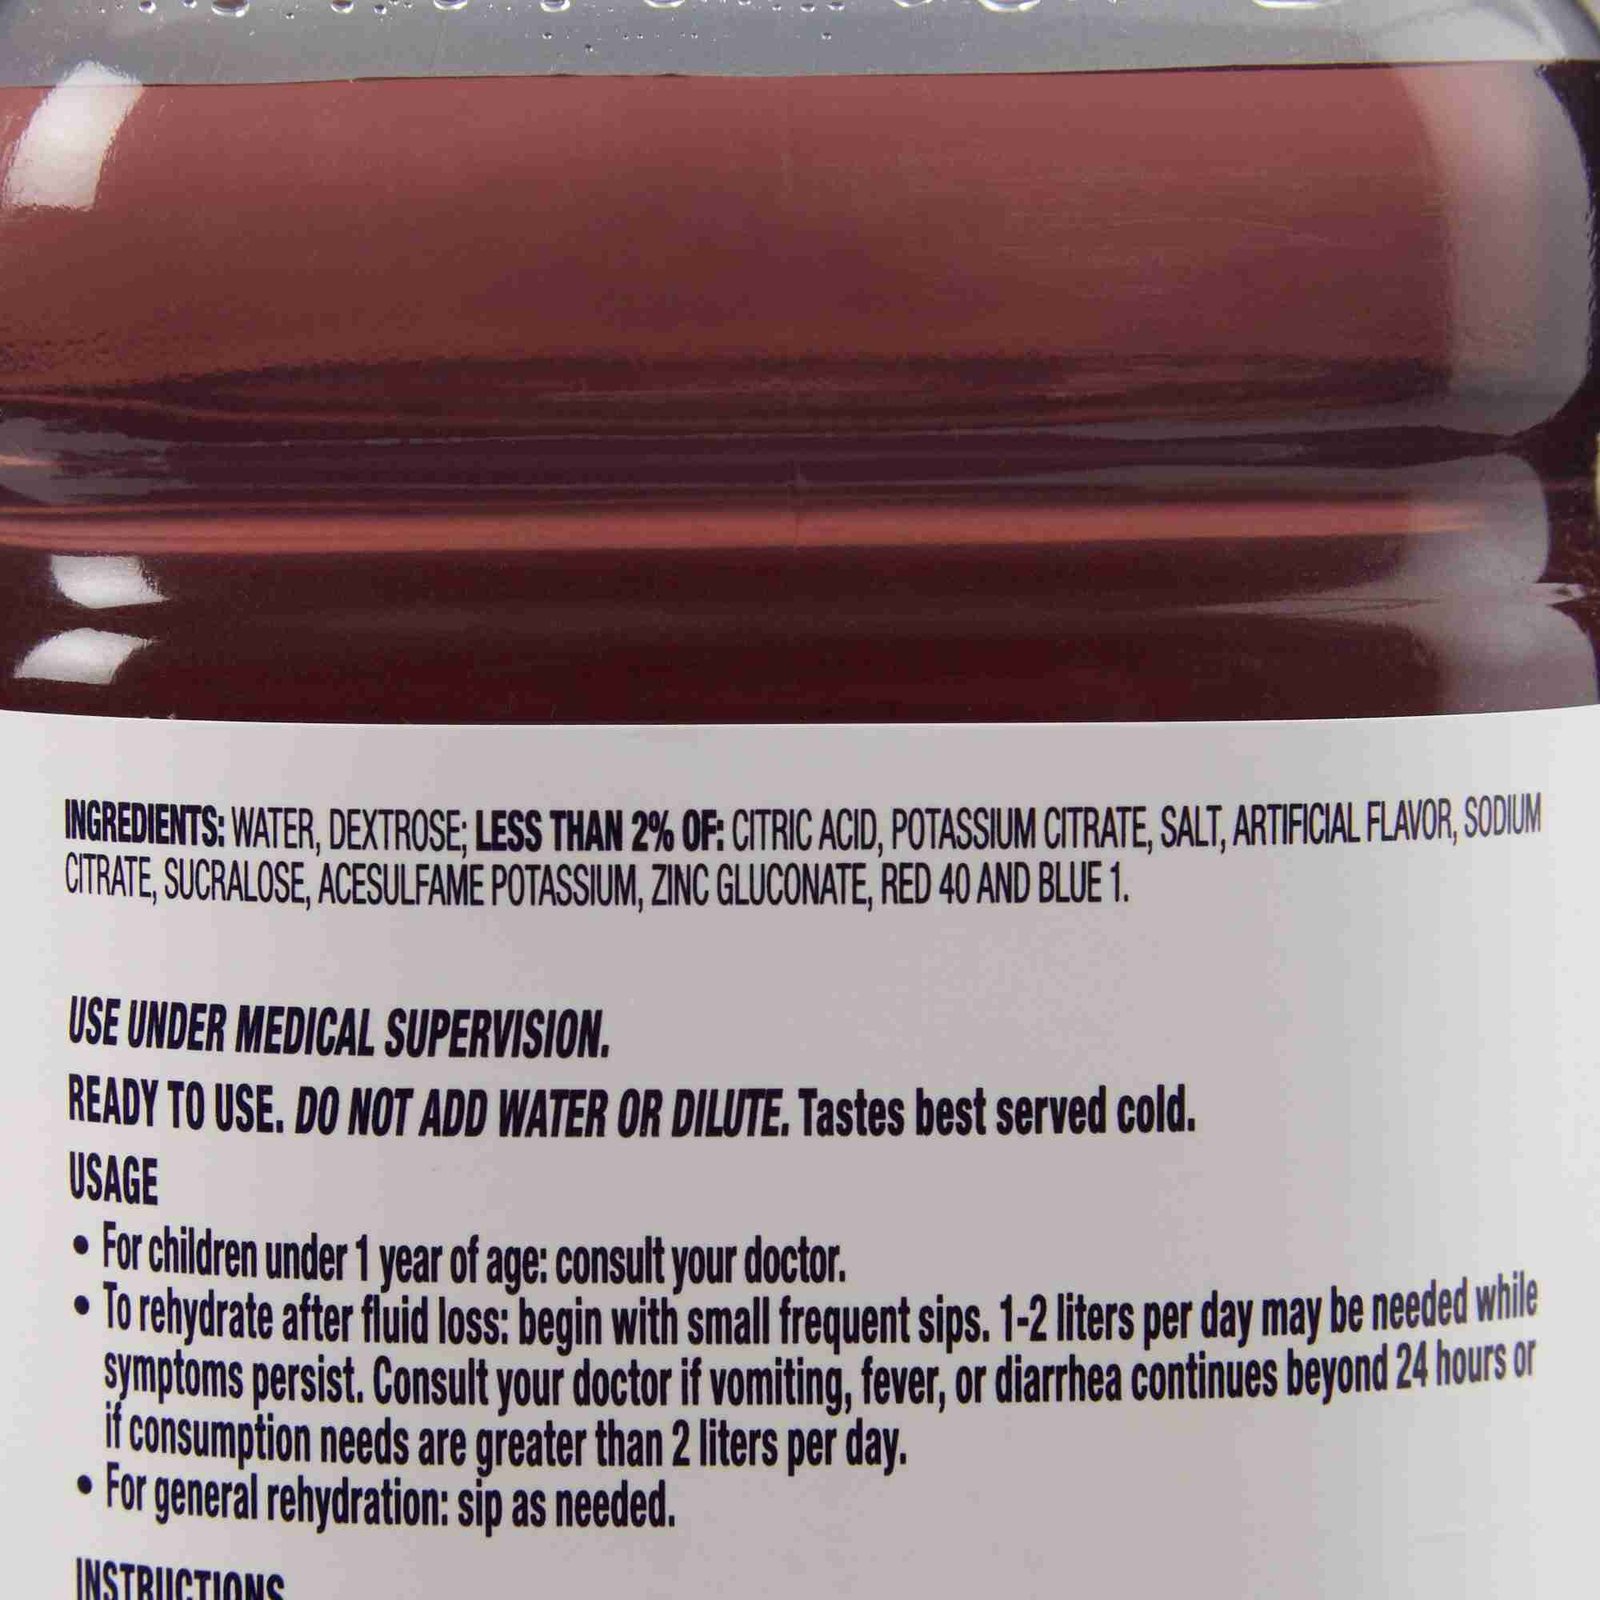 INGREDIENTS: WATER, DEXTROSE; LESS THAN 2% OF: CITRIC ACID, POTASSIUM CITRATE, SALT, ARTIFICIAL FLAVOR, SODIUM
CITRATE, SUCRALOSE, ACESULFAME POTASSIUM, ZINC GLUCONATE, RED 40 AND BLUE 1.
USE UNDER MEDICAL SUPERVISION.
READY TO USE. DO NOT ADD WATER OR DILUTE. Tastes best served cold.
USAGE
• For children under 1 year of age: consult your doctor.
• To rehydrate after fluid loss: begin with small frequent sips. 1-2 liters per day may be needed while
symptoms persist. Consult your doctor if vomiting, fever, or diarrhea continues beyond 24 hours or
if consumption needs are greater than 2 liters per day.
• For general rehydration: sip as needed.
INSTRUCTIONS